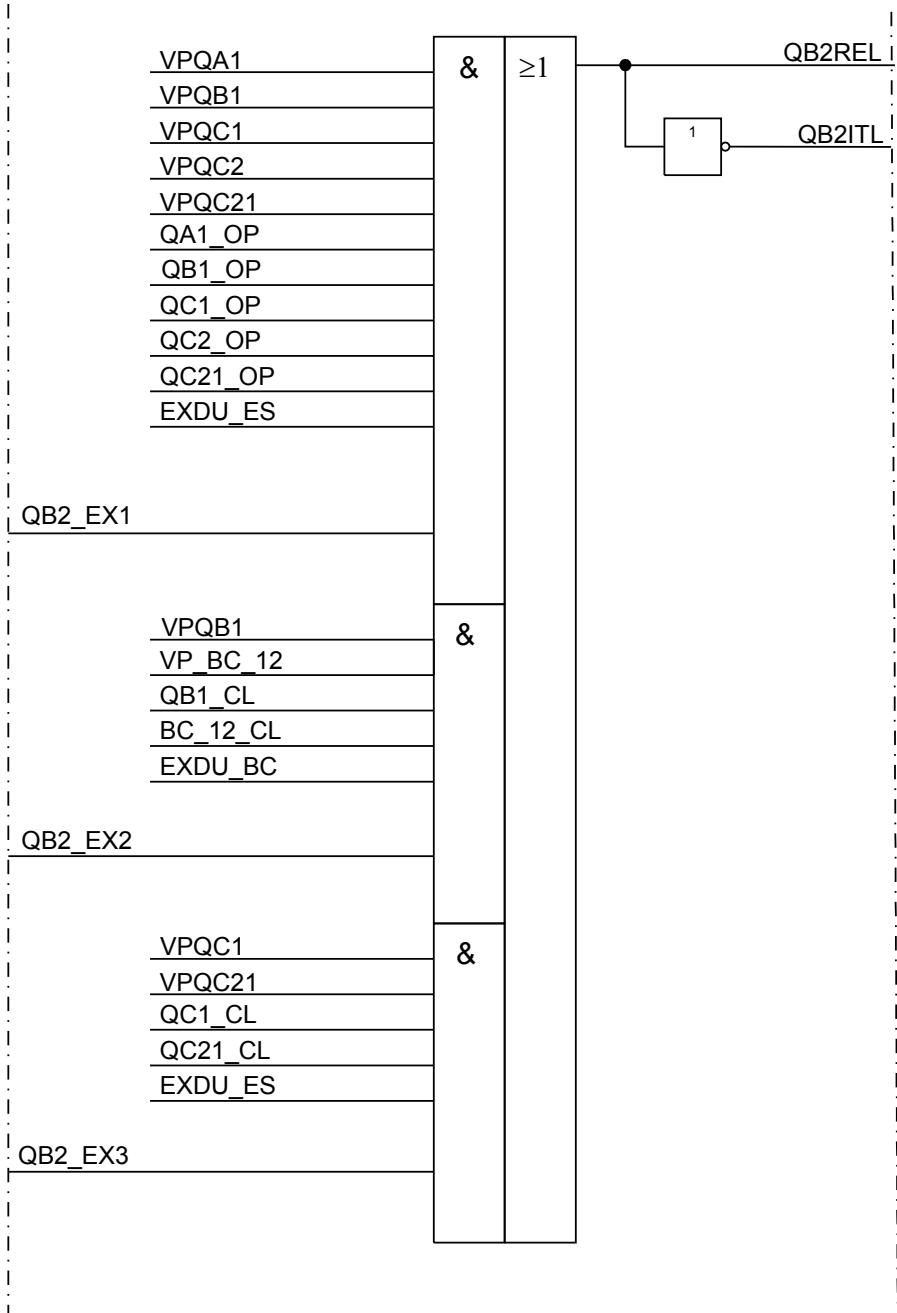 VPQA1
VPQB1
VPQC1
VPQC2
VPQC21
QA1_OP
QB1_OP
QC1_OP
QC2_OP
QC21_OP
EXDU_ES
QB2_EX1
&
≥1
QB2REL
1
QB2ITL
VPQB1
VP_BC_12
QB1_CL
BC_12_CL
EXDU_BC
QB2_EX2
&
VPQC1
VPQC21
QC1_CL
QC21_CL
EXDU_ES
QB2_EX3
&